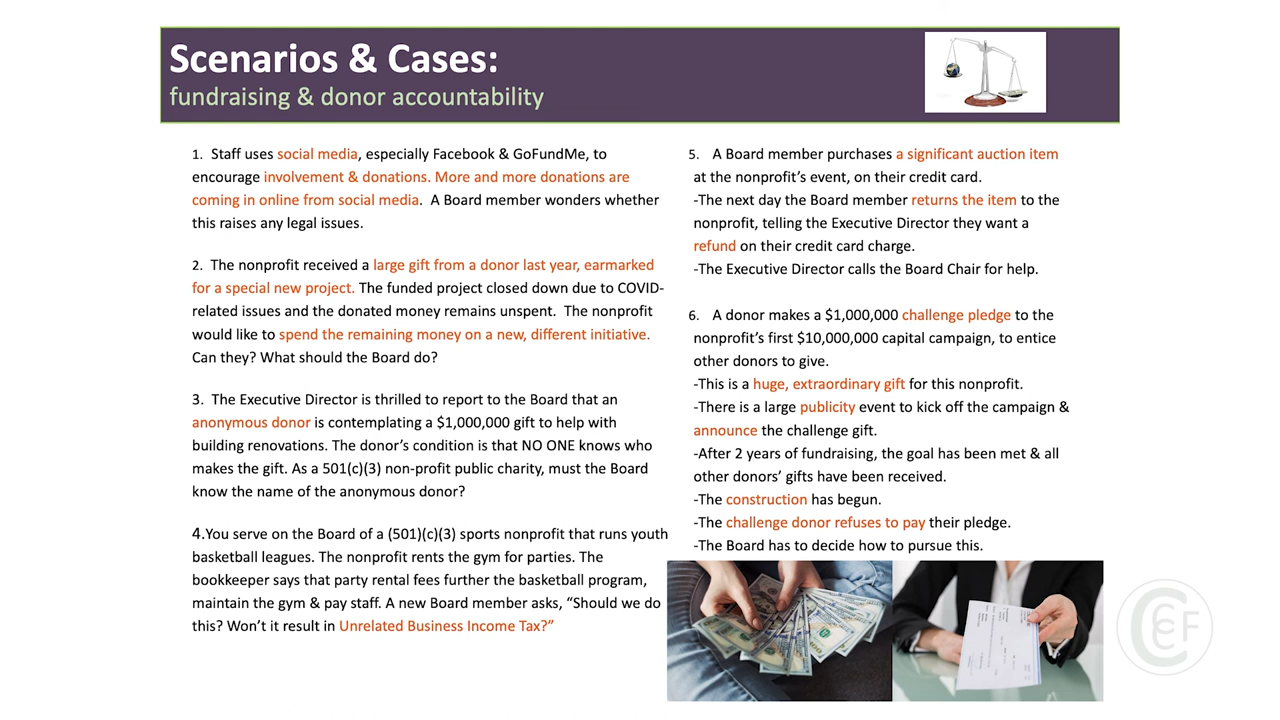 Scenarios & Cases:
fundraising & donor accountability
1. Staff uses social media, especially Facebook & GoFundMe, to
encourage involvement & donations. More and more donations are
coming in online from social media. A Board member wonders whether
this raises any legal issues.
2. The nonprofit received a large gift from a donor last year, earmarked
for a special new project. The funded project closed down due to COVID-
related issues and the donated money remains unspent. The nonprofit
would like to spend the remaining money on a new, different initiative.
Can they? What should the Board do?
3. The Executive Director is thrilled to report to the Board that an
anonymous donor is contemplating a $1,000,000 gift to help with
building renovations. The donor's condition is that NO ONE knows who
makes the gift. As a 501(c)(3) non-profit public charity, must the Board
know the name of the anonymous donor?
4.You serve on the Board of a (501)(c)(3) sports nonprofit that runs youth
basketball leagues. The nonprofit rents the gym for parties. The
bookkeeper says that party rental fees further the basketball program,
maintain the gym & pay staff. A new Board member asks, "Should we do
this? Won't it result in Unrelated Business Income Tax?"
5. A Board member purchases a significant auction item
at the nonprofit's event, on their credit card.
-The next day the Board member returns the item to the
nonprofit, telling the Executive Director they want a
refund on their credit card charge.
-The Executive Director calls the Board Chair for help.
6. A donor makes a $1,000,000 challenge pledge to the
nonprofit's first $10,000,000 capital campaign, to entice
other donors to give.
-This is a huge, extraordinary gift for this nonprofit.
-There is a large publicity event to kick off the campaign &
announce the challenge gift.
-After 2 years of fundraising, the goal has been met & all
other donors' gifts have been received.
-The construction has begun.
-The challenge donor refuses to pay their pledge.
-The Board has to decide how to pursue this.